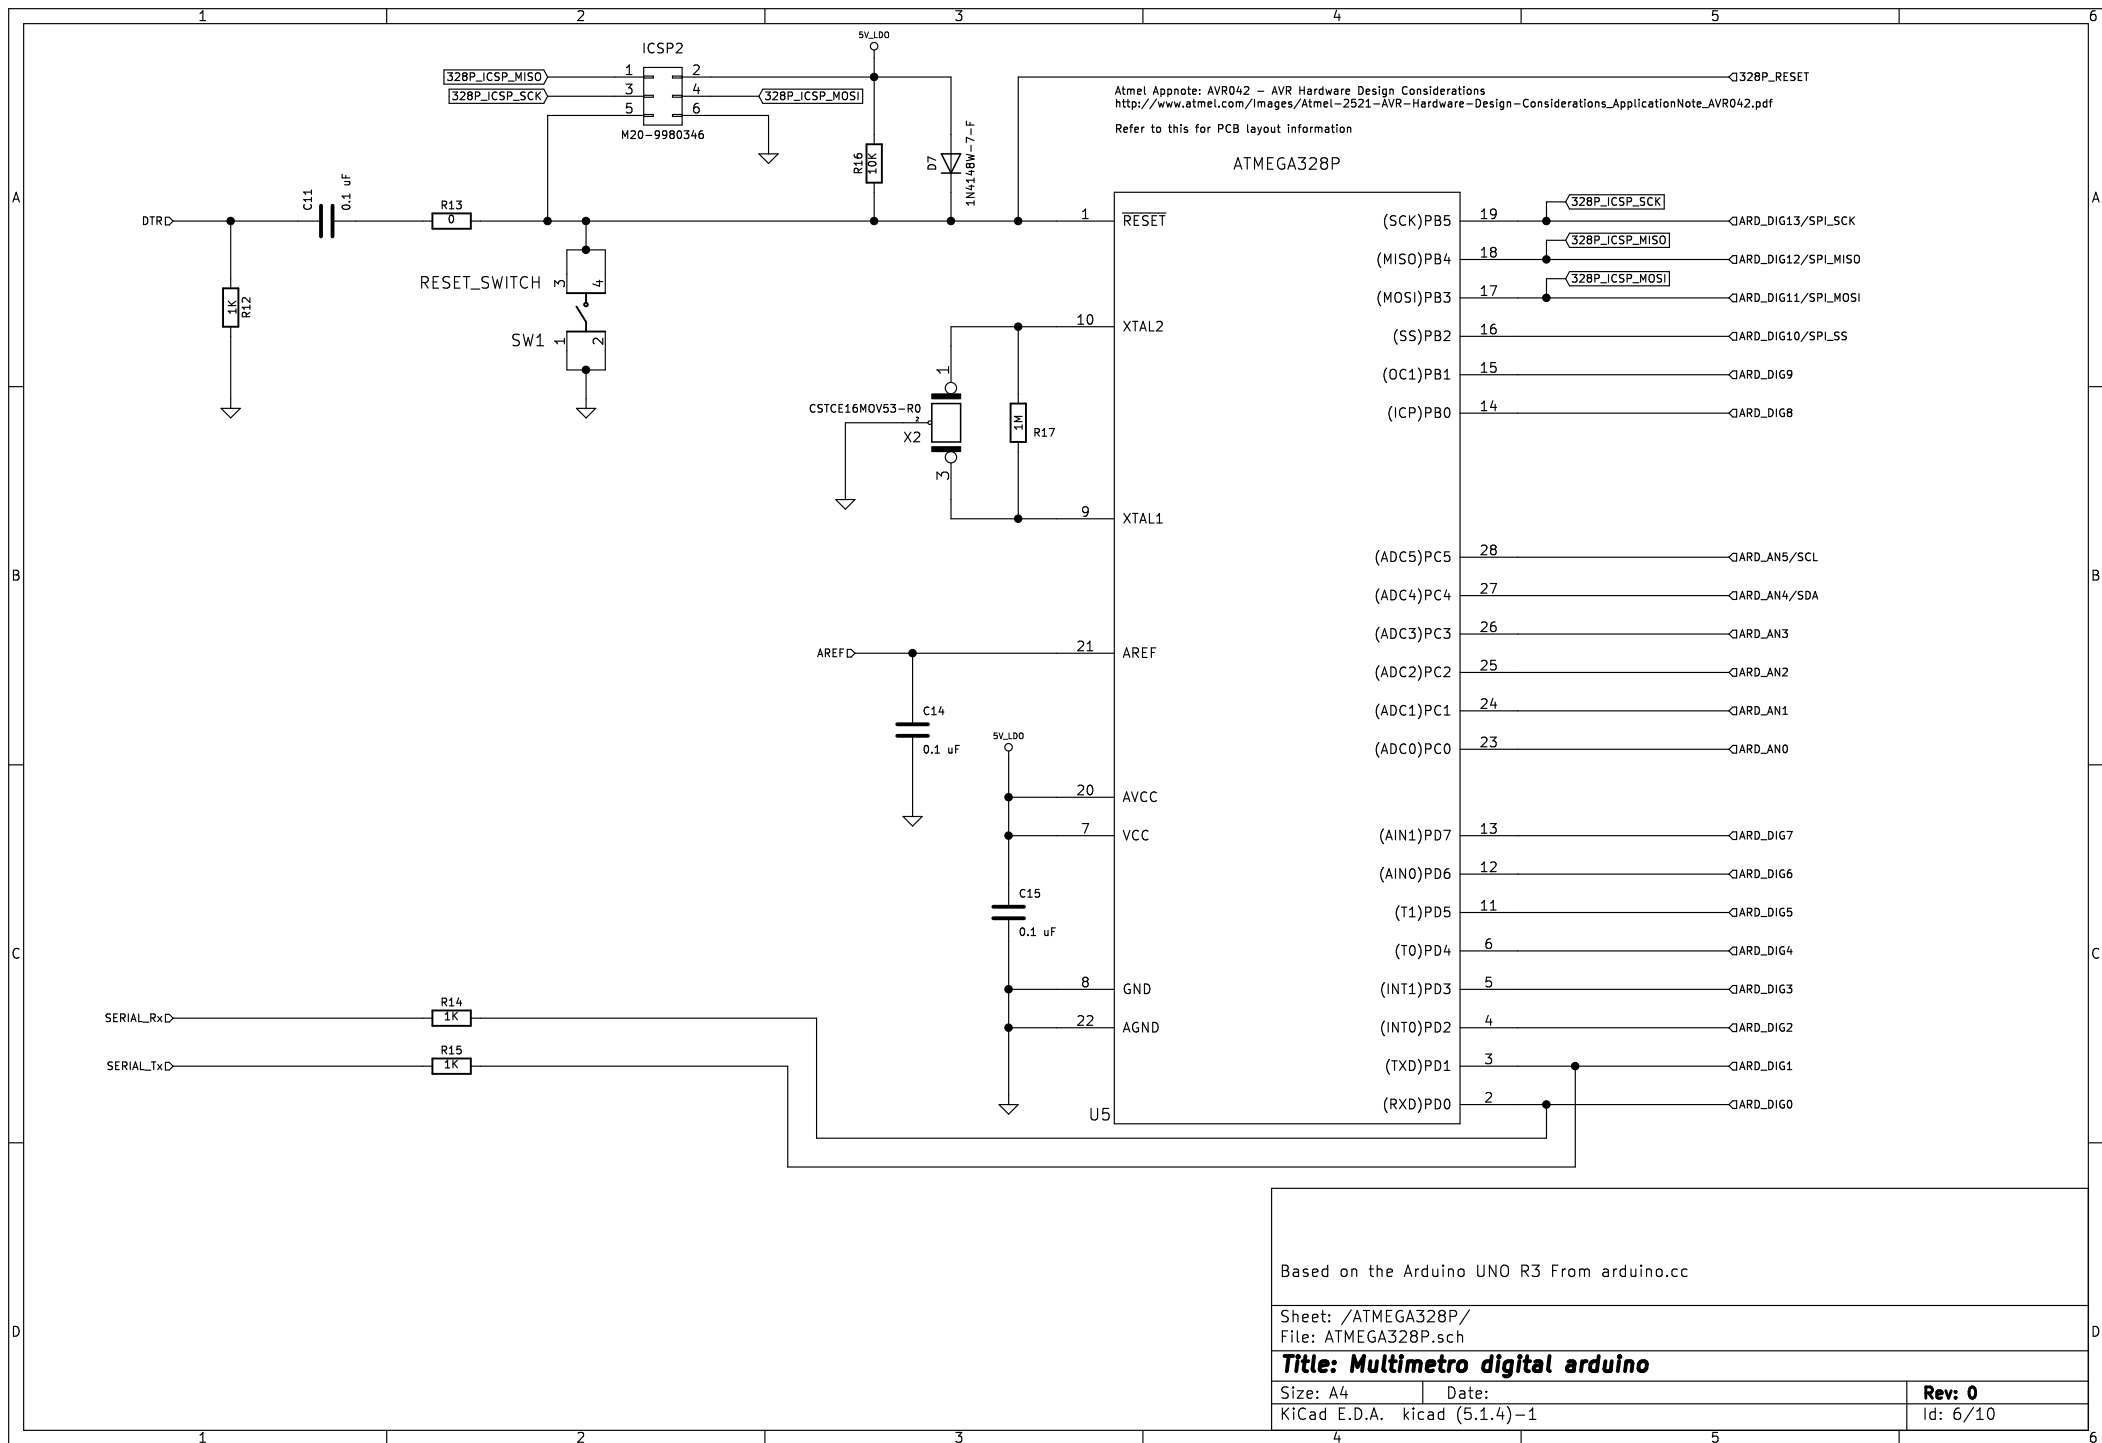 1 2 3 4 5 6
A
B
C
D
5V_LDO
ICSP2
328P_ICSP_MISO 1 2
328P_ICSP_SCK 3 4 328P_ICSP_MOSI
5 6
M20-9980346
328P_RESET
Atmel Appnote: AVR042 – AVR Hardware Design Considerations
http://www.atmel.com/Images/Atmel-2521-AVR-Hardware-Design-Considerations_ApplicationNote_AVR042.pdf
Refer to this for PCB layout information
R16
10K
D7
1N4148W-7-F
ATMEGA328P
DTR
C11
0.1 uF
R13
0
1K
R12
RESET_SWITCH
3 4
SW1
1 2
1 RESET
10 XTAL2
1
CSTCE16MOV53-R0
2
X2
3
1M
R17
9 XTAL1
AREF 21 AREF
C14
0.1 uF
5V_LDO
20 AVCC
7 VCC
C15
0.1 uF
8 GND
22 AGND
U5
SERIAL_Rx
R14
1K
SERIAL_Tx
R15
1K
328P_ICSP_SCK
(SCK)PB5 19 ARD_DIG13/SPI_SCK
328P_ICSP_MISO
(MISO)PB4 18 ARD_DIG12/SPI_MISO
328P_ICSP_MOSI
(MOSI)PB3 17 ARD_DIG11/SPI_MOSI
(SS)PB2 16 ARD_DIG10/SPI_SS
(OC1)PB1 15 ARD_DIG9
(ICP)PB0 14 ARD_DIG8
(ADC5)PC5 28 ARD_AN5/SCL
(ADC4)PC4 27 ARD_AN4/SDA
(ADC3)PC3 26 ARD_AN3
(ADC2)PC2 25 ARD_AN2
(ADC1)PC1 24 ARD_AN1
(ADC0)PC0 23 ARD_AN0
(AIN1)PD7 13 ARD_DIG7
(AIN0)PD6 12 ARD_DIG6
(T1)PD5 11 ARD_DIG5
(T0)PD4 6 ARD_DIG4
(INT1)PD3 5 ARD_DIG3
(INT0)PD2 4 ARD_DIG2
(TXD)PD1 3 ARD_DIG1
(RXD)PD0 2 ARD_DIG0
Based on the Arduino UNO R3 From arduino.cc
Sheet: /ATMEGA328P/
File: ATMEGA328P.sch
Title: Multimetro digital arduino
Size: A4 Date: Rev: 0
KiCad E.D.A. kicad (5.1.4)-1 Id: 6/10
A
B
C
D
1 2 3 4 5 6